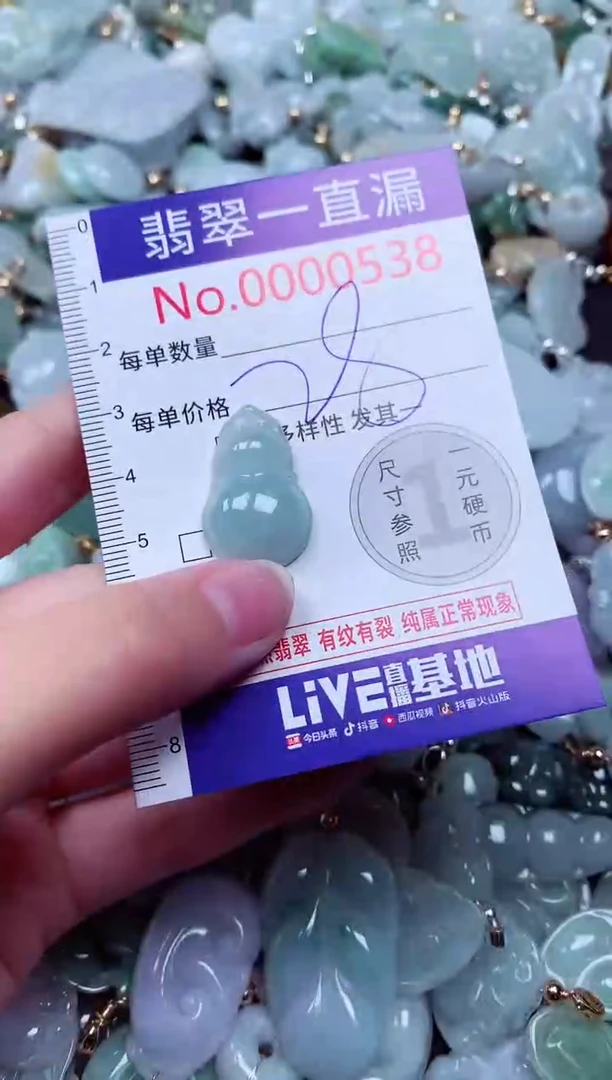 翡翠一直漏
No.0000538
0
1
2
3
4
5
8
每单数量
每单价格 28
多样性 发其
1
尺寸参照
一元硬币
翡翠 有纹有裂 纯属正常现象
LiVE直播基地
今日头条 抖音 西瓜视频 抖音火山版